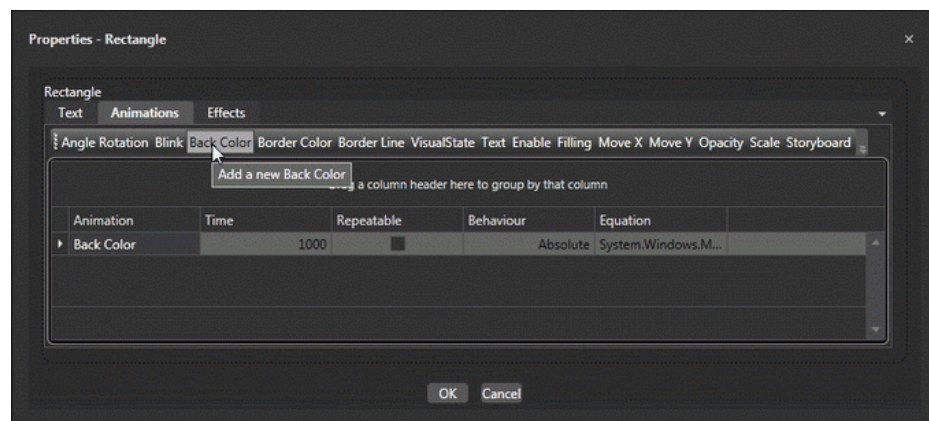 Properties - Rectangle
Rectangle
Text Animations Effects
Angle Rotation Blink Back Color Border Color Border Line VisualState Text Enable Filling Move X Move Y Opacity Scale Storyboard
Add a new Back Color
a column header here to group by that column
Animation Time Repeatable Behaviour Equation
Back Color 1000 Absolute System.Windows.M...
OK Cancel